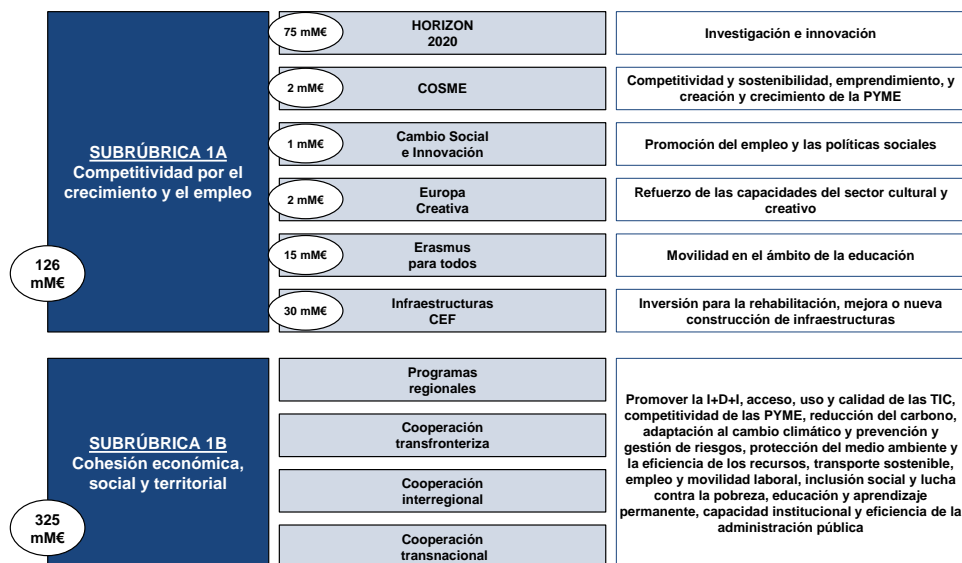 SUBRÚBRICA 1A
Competitividad por el
crecimiento y el empleo
126
mM€
75 mM€
HORIZON
2020
Investigación e innovación
2 mM€
COSME
Competitividad y sostenibilidad, emprendimiento, y
creación y crecimiento de la PYME
1 mM€
Cambio Social
e Innovación
Promoción del empleo y las políticas sociales
2 mM€
Europa
Creativa
Refuerzo de las capacidades del sector cultural y
creativo
15 mM€
Erasmus
para todos
Movilidad en el ámbito de la educación
30 mM€
Infraestructuras
CEF
Inversión para la rehabilitación, mejora o nueva
construcción de infraestructuras
SUBRÚBRICA 1B
Cohesión económica,
social y territorial
325
mM€
Programas
regionales
Cooperación
transfronteriza
Cooperación
interregional
Cooperación
transnacional
Promover la I+D+I, acceso, uso y calidad de las TIC,
competitividad de las PYME, reducción del carbono,
adaptación al cambio climático y prevención y
gestión de riesgos, protección del medio ambiente y
la eficiencia de los recursos, transporte sostenible,
empleo y movilidad laboral, inclusión social y lucha
contra la pobreza, educación y aprendizaje
permanente, capacidad institucional y eficiencia de la
administración pública